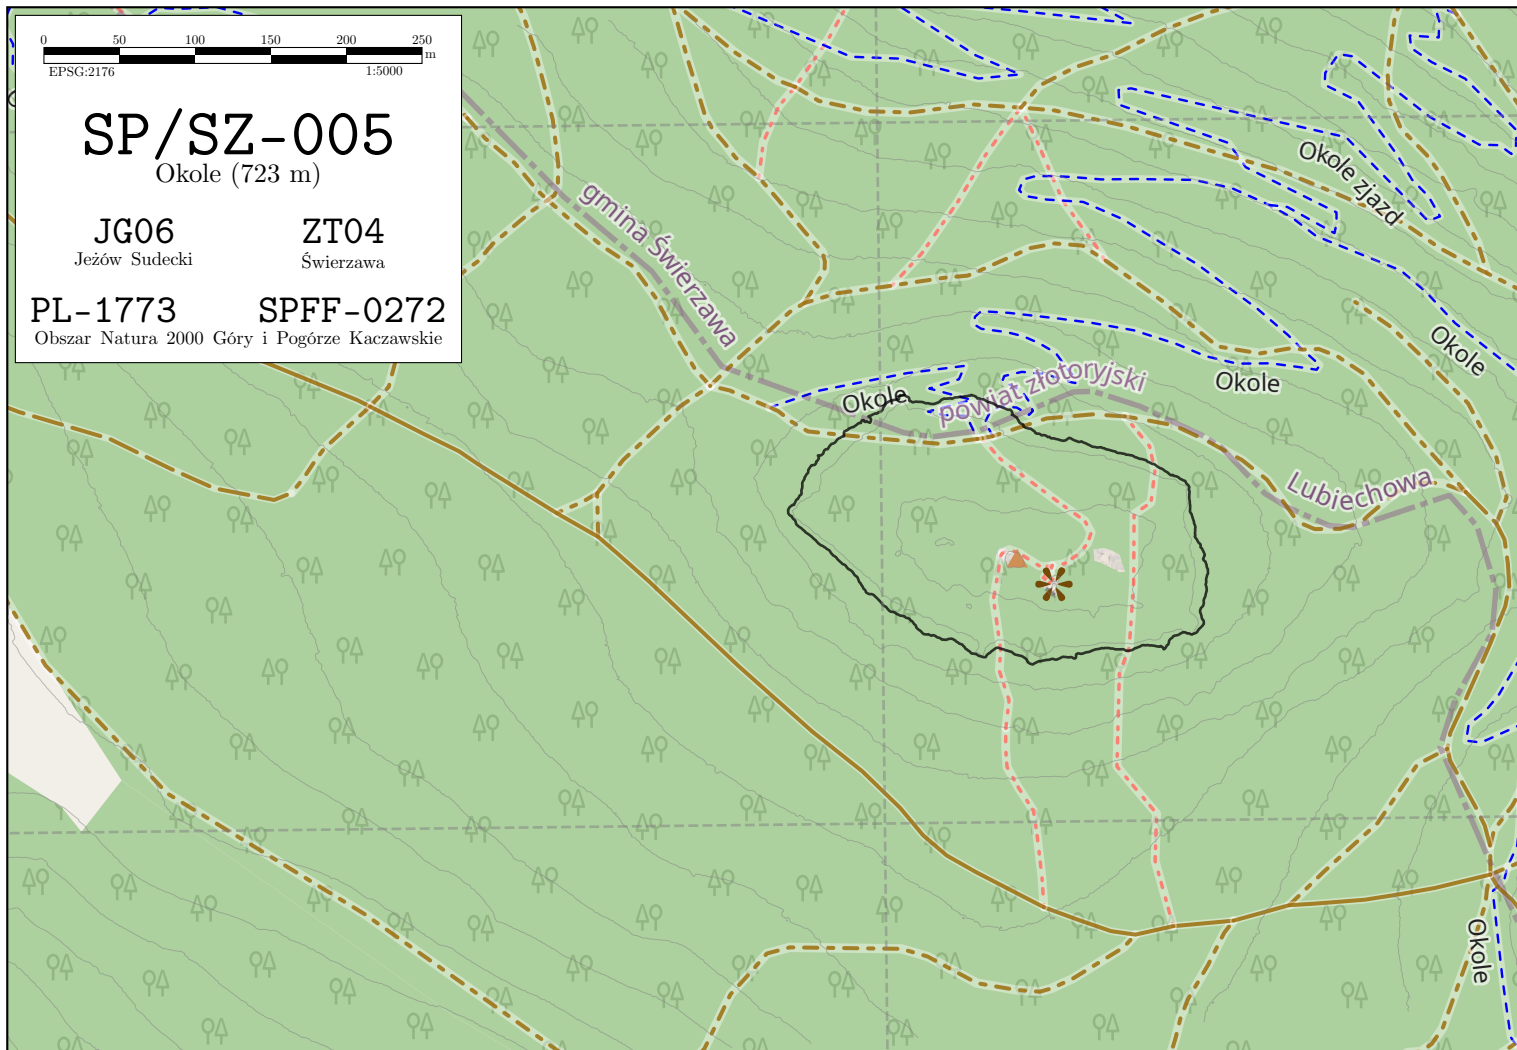 0 50 100 150 200 250
m
EPSG:2176 1:5000
SP/SZ-005
Okole (723 m)
JG06 ZT04
Jeżów Sudecki Świerzawa
PL-1773 SPFF-0272
Obszar Natura 2000 Góry i Pogórze Kaczawskie
gmina Świerzawa
Okole zjazd
Okole
Okole
powiat złotoryjski
Okole
Lubiechowa
Okole